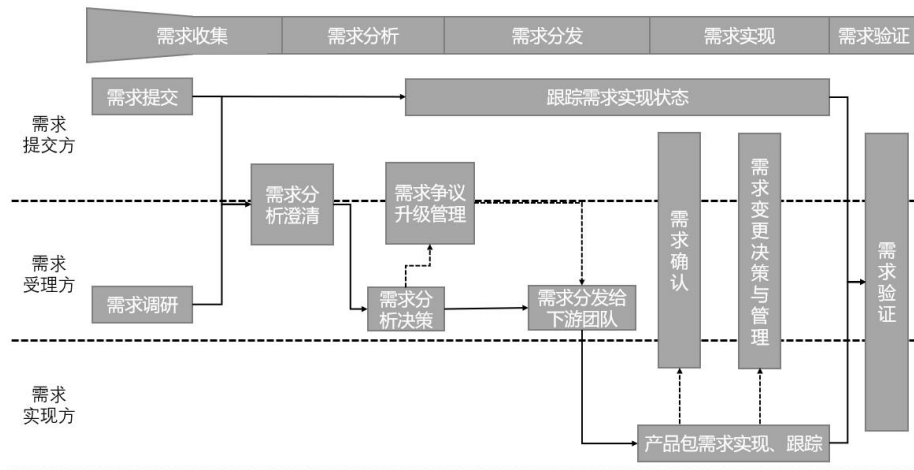 需求收集
需求分析
需求分发
需求实现
需求验证
需求
提交方
需求提交
跟踪需求实现状态
需求分
析澄清
需求争议
升级管理
需求确认
需求变更决策与管理
需求验证
需求
受理方
需求调研
需求分
析决策
需求分发给
下游团队
需求
实现方
产品包需求实现、跟踪